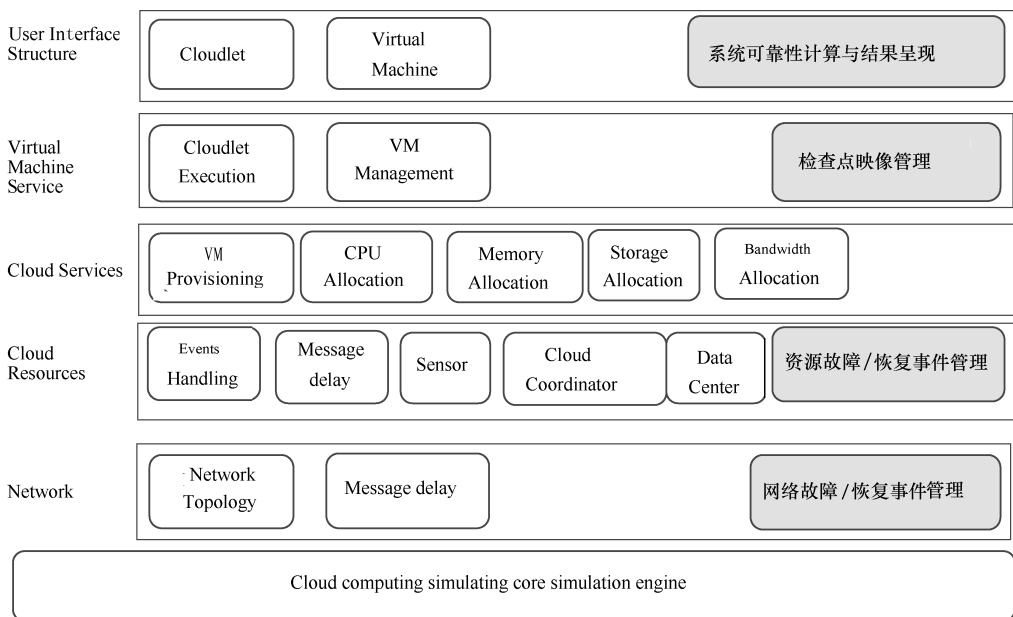 User Interface
Structure
Cloudlet
Virtual
Machine
系统可靠性计算与结果呈现
Virtual
Machine
Service
Cloudlet
Execution
VM
Management
检查点映像管理
Cloud Services
VM
Provisioning
CPU
Allocation
Memory
Allocation
Storage
Allocation
Bandwidth
Allocation
Cloud
Resources
Events
Handling
Message
delay
Sensor
Cloud
Coordinator
Data
Center
资源故障/恢复事件管理
Network
Network
Topology
Message delay
网络故障/恢复事件管理
Cloud computing simulating core simulation engine